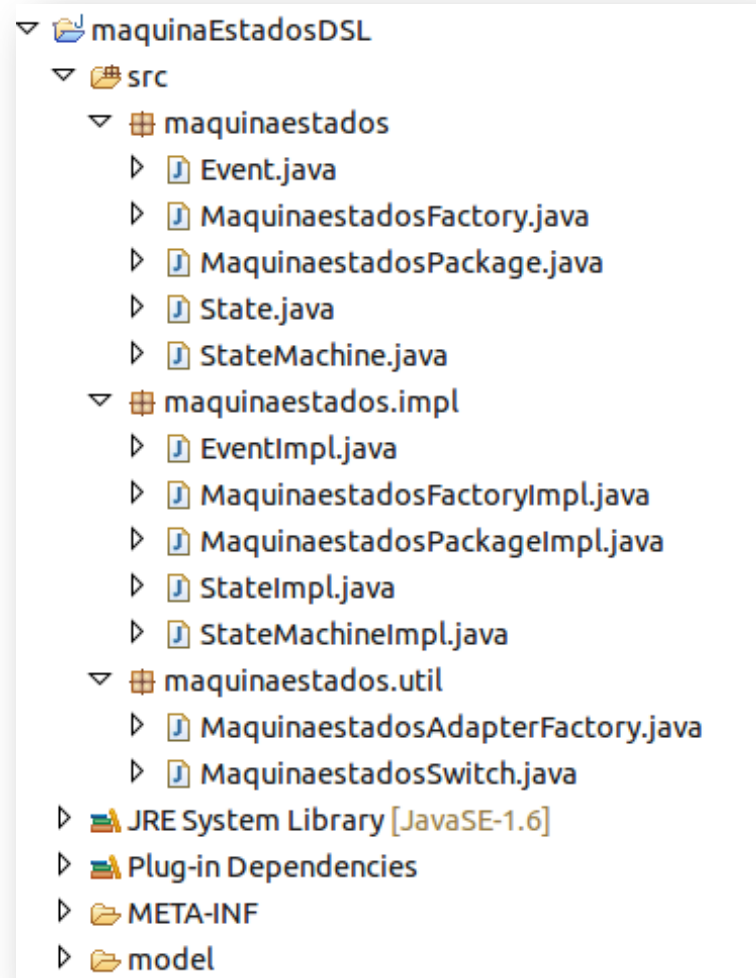 maquinaEstadosDSL
src
maquinaestados
Event.java
MaquinaestadosFactory.java
MaquinaestadosPackage.java
State.java
StateMachine.java
maquinaestados.impl
EventImpl.java
MaquinaestadosFactoryImpl.java
MaquinaestadosPackageImpl.java
StateImpl.java
StateMachineImpl.java
maquinaestados.util
MaquinaestadosAdapterFactory.java
MaquinaestadosSwitch.java
JRE System Library [JavaSE-1.6]
Plug-in Dependencies
META-INF
model